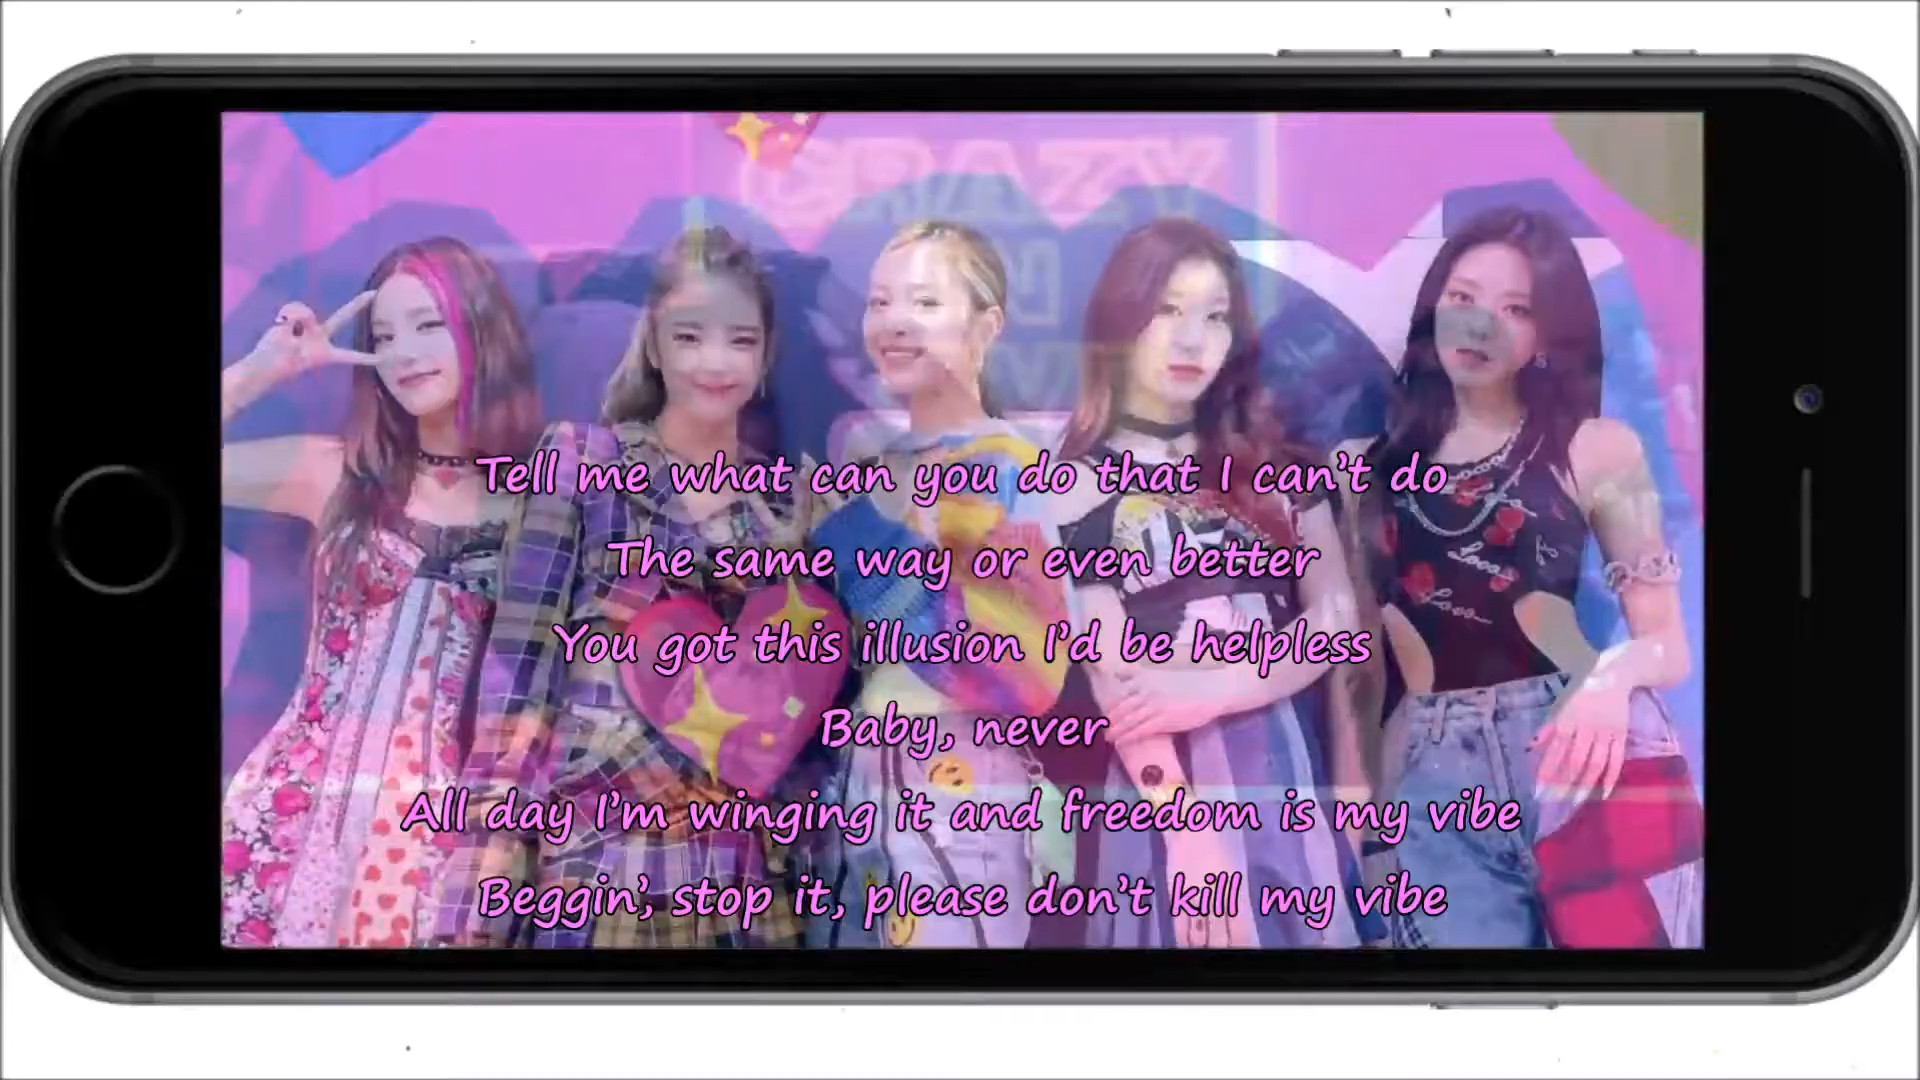 CRAZY
IN
Tell me what can you do that I can't do
The same way or even better
You got this illusion I'd be helpless
Baby, never
All day I'm winging it and freedom is my vibe
Beggin', stop it, please don't kill my vibe